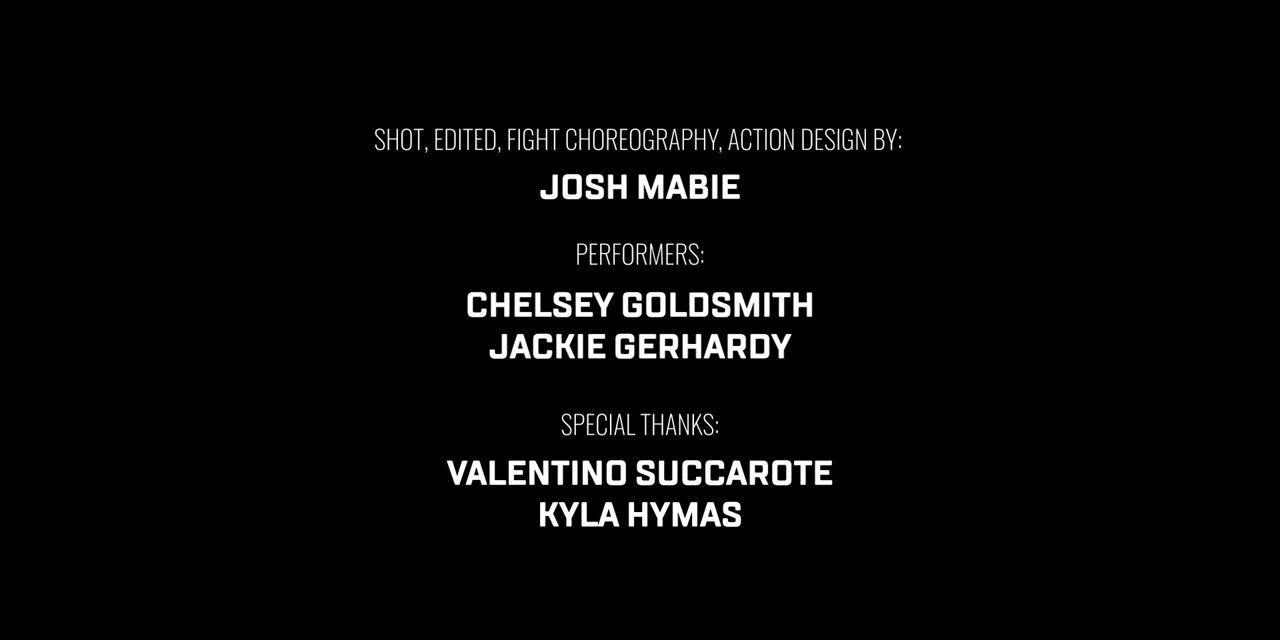 SHOT, EDITED, FIGHT CHOREOGRAPHY, ACTION DESIGN BY:
JOSH MABIE
PERFORMERS:
CHELSEY GOLDSMITH
JACKIE GERHARDY
SPECIAL THANKS:
VALENTINO SUCCAROTE
KYLA HYMAS